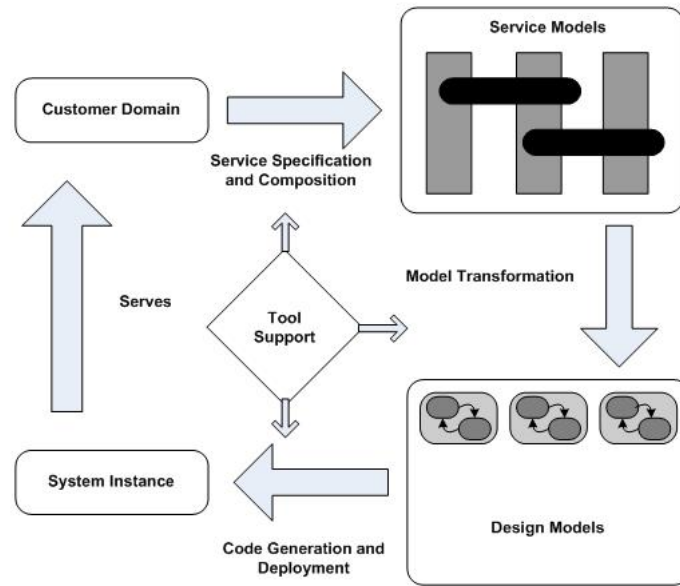 Service Models
Customer Domain
Service Specification
and Composition
Model Transformation
Serves
Tool
Support
System Instance
Design Models
Code Generation and
Deployment